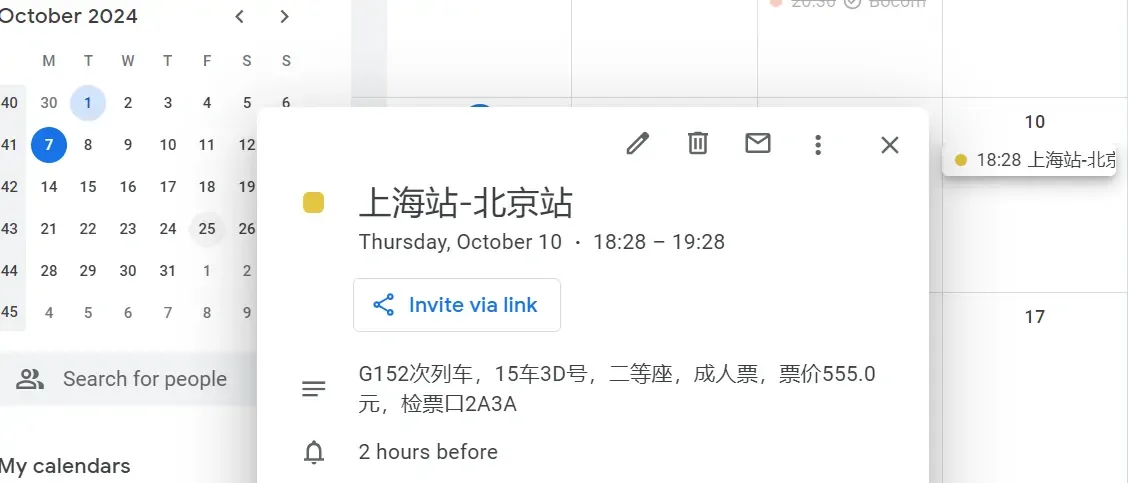 October 2024
M T W T F S S
40 30 1 2 3 4 5 6
41 7 8 9 10 11 12
42 14 15 16 17 18 19
43 21 22 23 24 25 26
44 28 29 30 31 1 2
45 4 5 6 7 8 9
Search for people
My calendars
20:30 Bocom
10
18:28 上海站-北京
17
上海站-北京站
Thursday, October 10 · 18:28 – 19:28
Invite via link
G152次列车，15车3D号，二等座，成人票，票价555.0
元，检票口2A3A
2 hours before